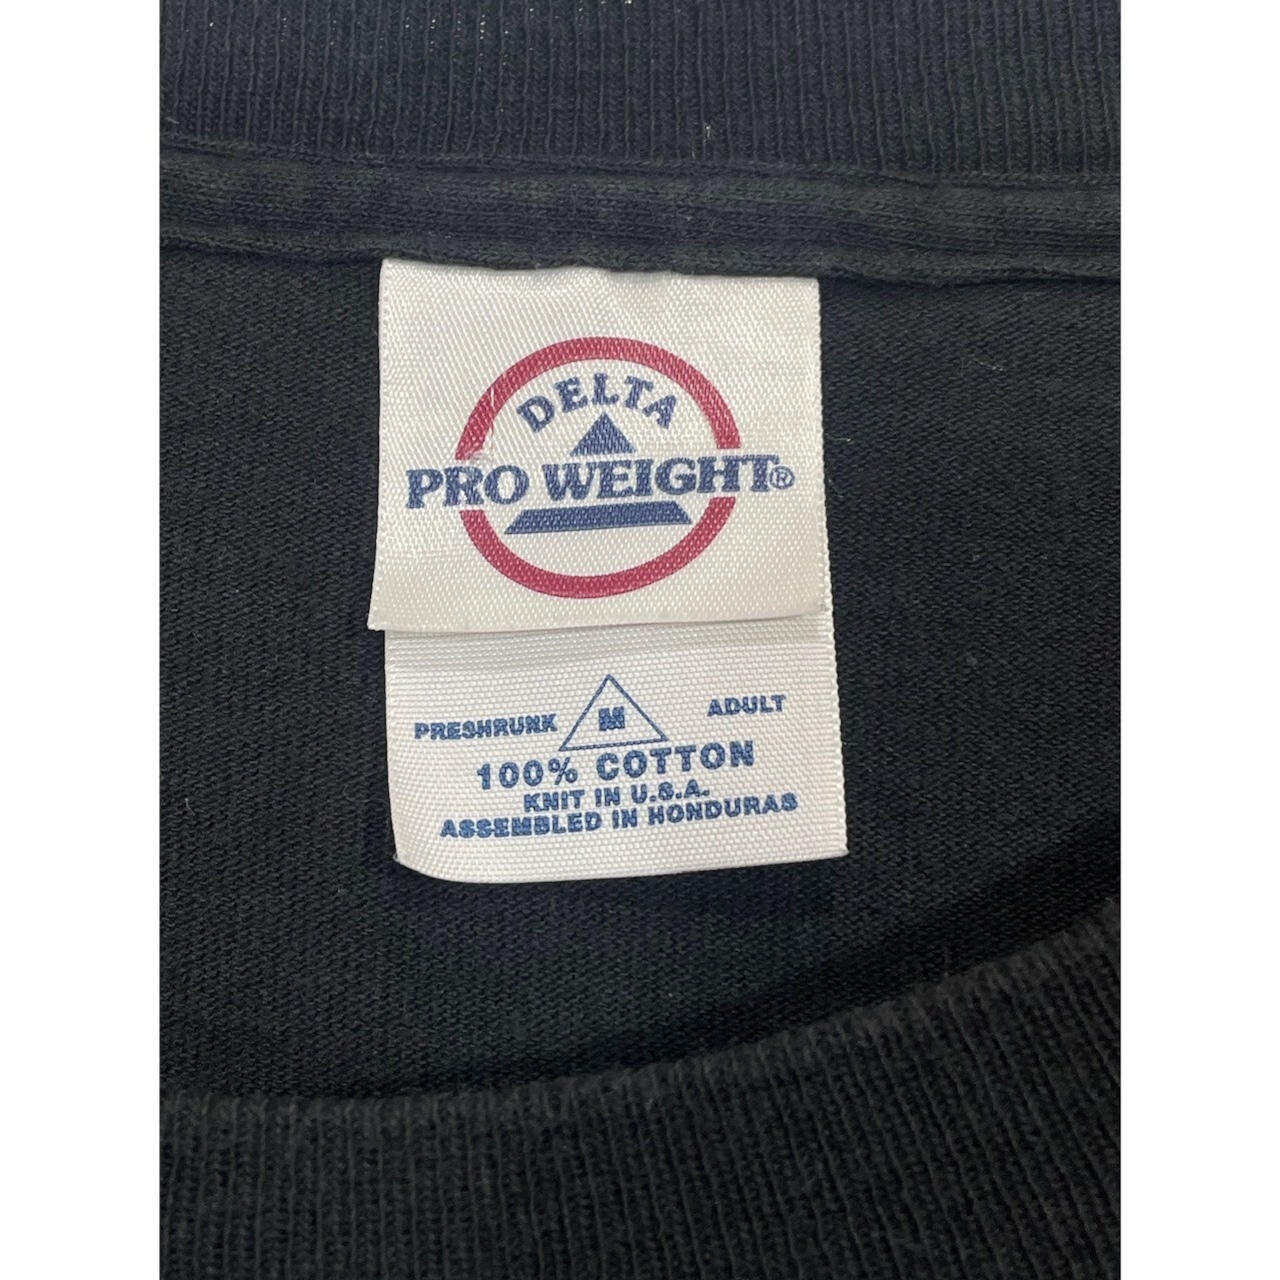 DELTA
PRO WEIGHT®
PRESHRUNK M ADULT
100% COTTON
KNIT IN U.S.A.
ASSEMBLED IN HONDURAS